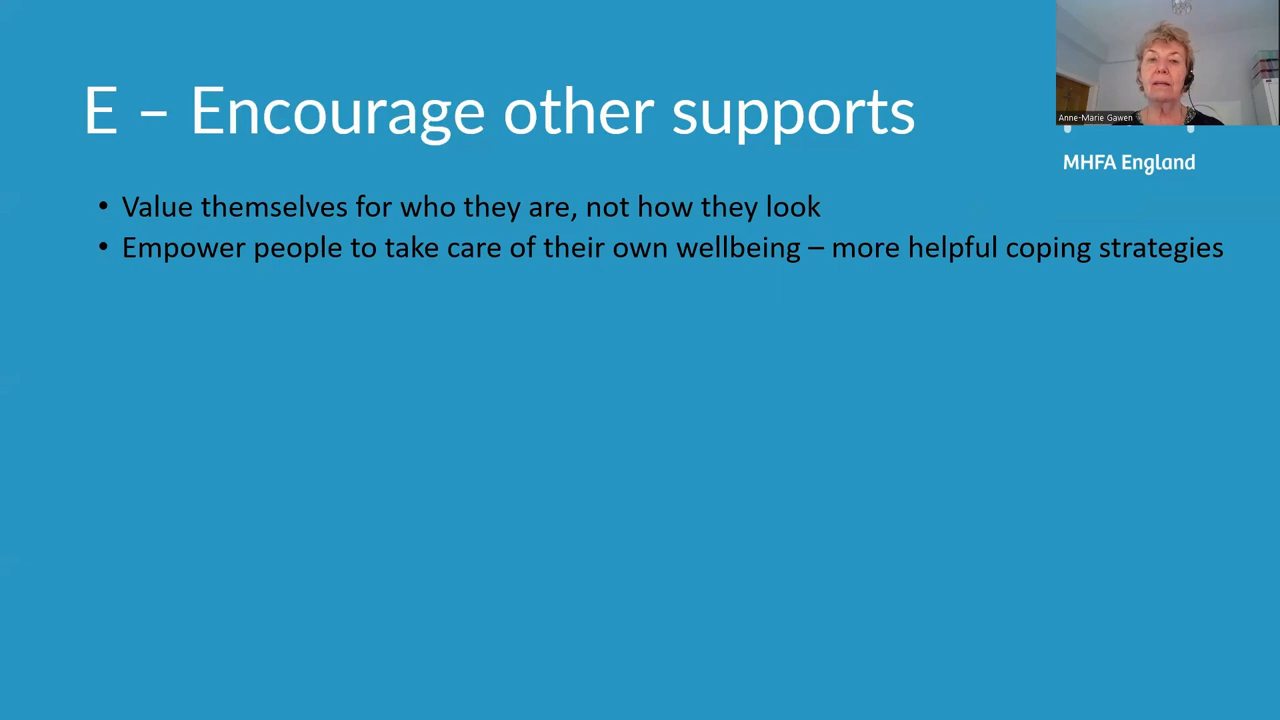 E – Encourage other supports
Anne-Marie Gawen
MHFA England
• Value themselves for who they are, not how they look
• Empower people to take care of their own wellbeing – more helpful coping strategies